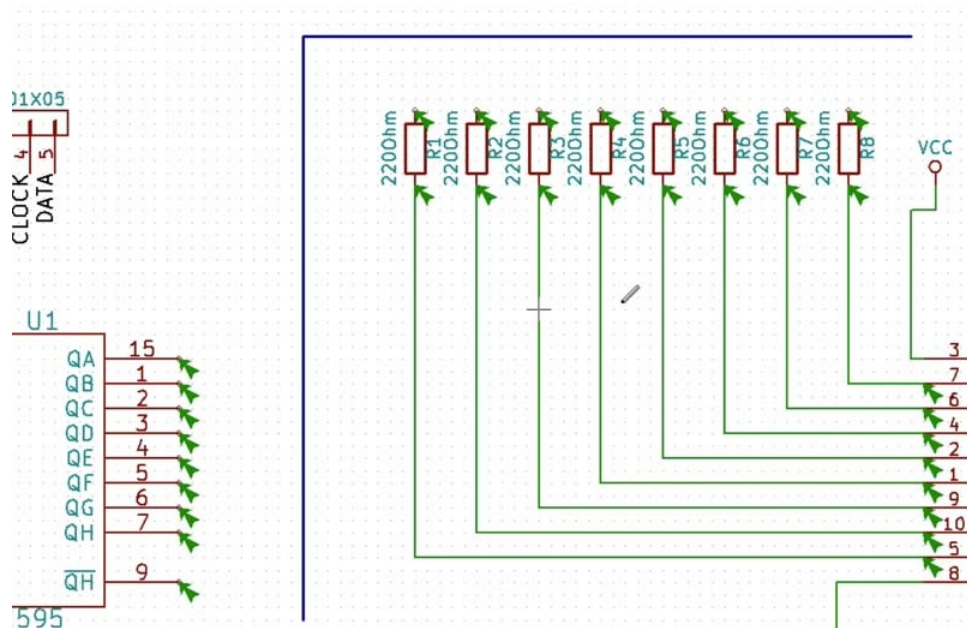 01X05
CLOCK 4
DATA 5
220Ohm R1
220Ohm R2
220Ohm R3
220Ohm R4
220Ohm R5
220Ohm R6
220Ohm R7
220Ohm R8
VCC
U1
QA 15
QB 1
QC 2
QD 3
QE 4
QF 5
QG 6
QH 7
QH 9
595
3
7
6
4
2
1
9
10
5
8